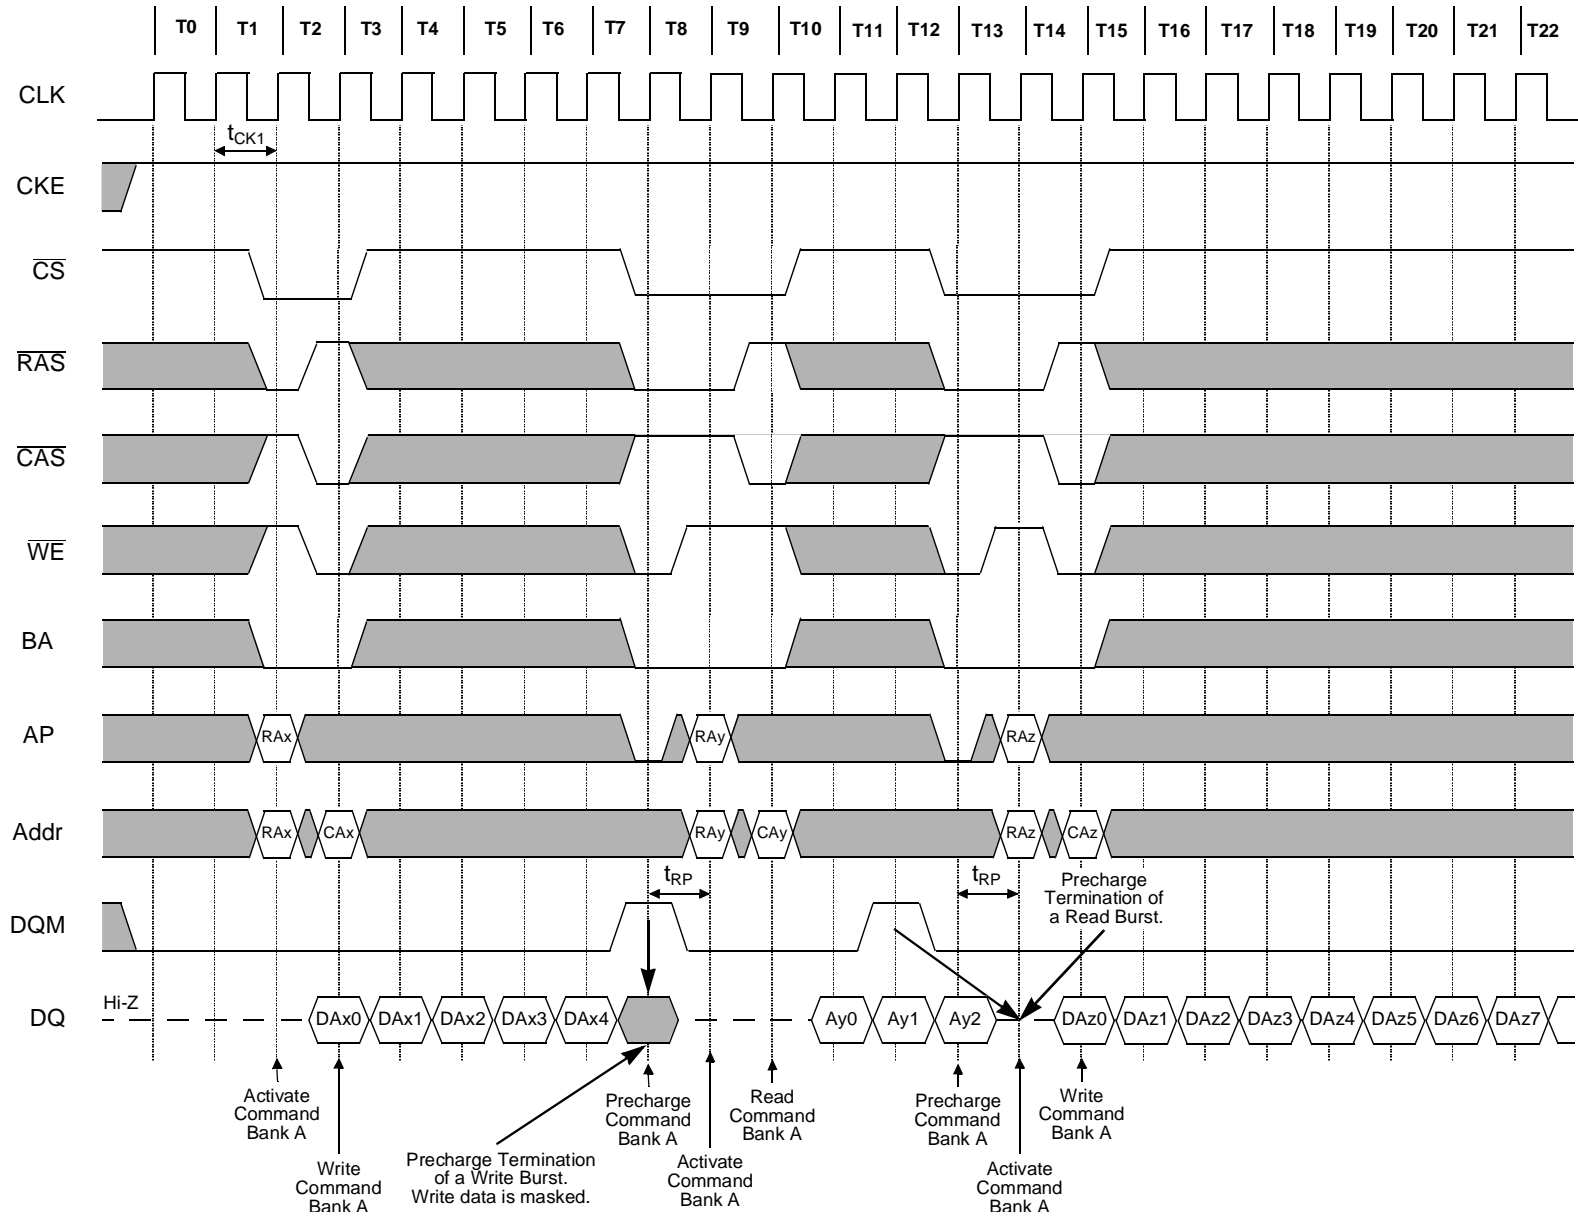 T0 T1 T2 T3 T4 T5 T6 T7 T8 T9 T10 T11 T12 T13 T14 T15 T16 T17 T18 T19 T20 T21 T22
CLK
tCK1
CKE
CS
RAS
CAS
WE
BA
AP
RAx RAy RAz
Addr
RAx CAx RAy CAy RAz CAz
tRP tRP
Precharge
Termination of
a Read Burst.
DQM
Hi-Z
DQ
DAx0 DAx1 DAx2 DAx3 DAx4 Ay0 Ay1 Ay2 DAz0 DAz1 DAz2 DAz3 DAz4 DAz5 DAz6 DAz7
Activate
Command
Bank A
Write
Command
Bank A
Precharge Termination
of a Write Burst.
Write data is masked.
Precharge
Command
Bank A
Activate
Command
Bank A
Read
Command
Bank A
Precharge
Command
Bank A
Activate
Command
Bank A
Write
Command
Bank A